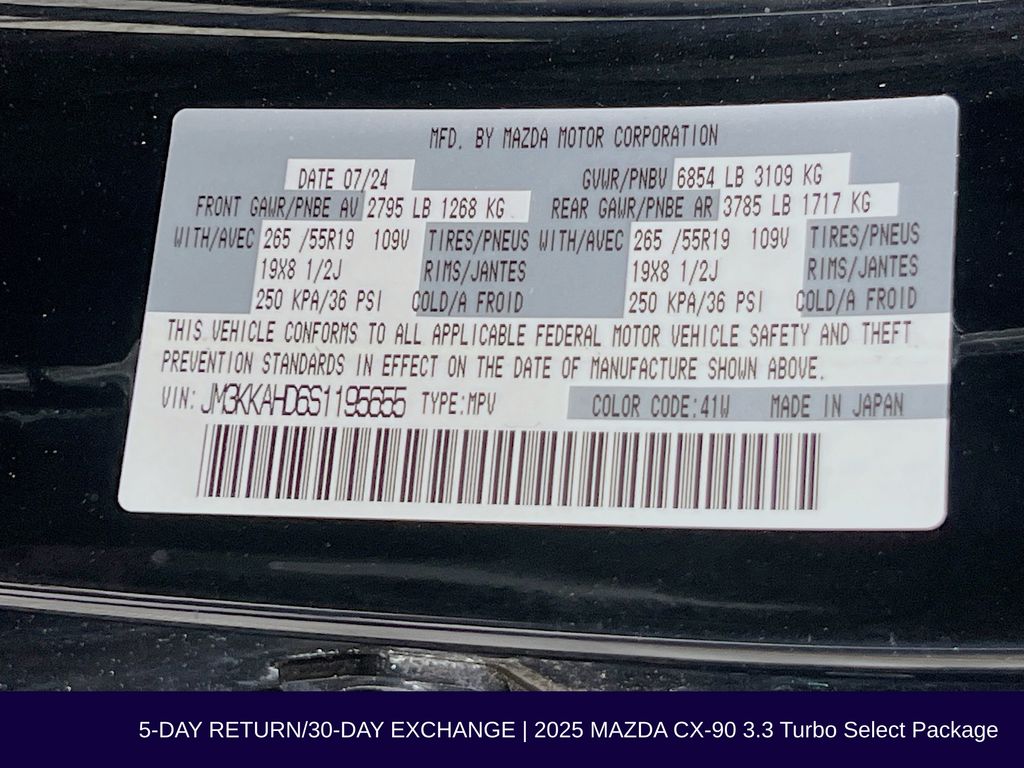 MFD. BY MAZDA MOTOR CORPORATION
DATE 07/24 GVWR/PNBV 6854 LB 3109 KG
FRONT GAWR/PNBE AV 2795 LB 1268 KG REAR GAWR/PNBE AR 3785 LB 1717 KG
WITH/AVEC 265 /55R19 109V TIRES/PNEUS WITH/AVEC 265 /55R19 109V TIRES/PNEUS
19X8 1/2J RIMS/JANTES 19X8 1/2J RIMS/JANTES
250 KPA/36 PSI COLD/A FROID 250 KPA/36 PSI COLD/A FROID
THIS VEHICLE CONFORMS TO ALL APPLICABLE FEDERAL MOTOR VEHICLE SAFETY AND THEFT
PREVENTION STANDARDS IN EFFECT ON THE DATE OF MANUFACTURE SHOWN ABOVE.
VIN: JM3KKAHD6S1195655 TYPE:MPV COLOR CODE:41W MADE IN JAPAN
5-DAY RETURN/30-DAY EXCHANGE | 2025 MAZDA CX-90 3.3 Turbo Select Package